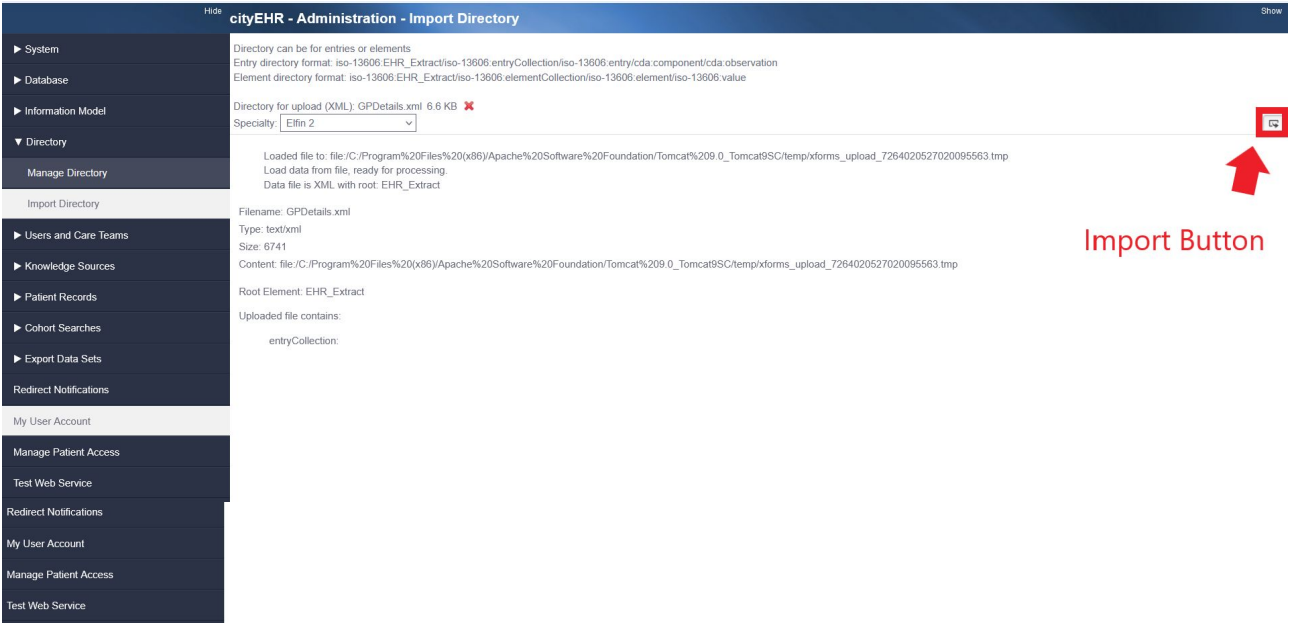 Hide
cityEHR - Administration - Import Directory
Show
▶ System
▶ Database
▶ Information Model
▼ Directory
Manage Directory
Import Directory
▶ Users and Care Teams
▶ Knowledge Sources
▶ Patient Records
▶ Cohort Searches
▶ Export Data Sets
Redirect Notifications
My User Account
Manage Patient Access
Test Web Service
Redirect Notifications
My User Account
Manage Patient Access
Test Web Service
Directory can be for entries or elements
Entry directory format: iso-13606:EHR_Extract/iso-13606:entryCollection/iso-13606:entry/cda:component/cda:observation
Element directory format: iso-13606:EHR_Extract/iso-13606:elementCollection/iso-13606:element/iso-13606:value
Directory for upload (XML): GPDetails.xml 6.6 KB
Specialty: Elfin 2
Loaded file to: file:/C:/Program%20Files%20(x86)/Apache%20Software%20Foundation/Tomcat%209.0_Tomcat9SC/temp/xforms_upload_7264020527020095563.tmp
Load data from file, ready for processing.
Data file is XML with root: EHR_Extract
Filename: GPDetails.xml
Type: text/xml
Size: 6741
Content: file:/C:/Program%20Files%20(x86)/Apache%20Software%20Foundation/Tomcat%209.0_Tomcat9SC/temp/xforms_upload_7264020527020095563.tmp
Root Element: EHR_Extract
Uploaded file contains:
entryCollection:
Import Button